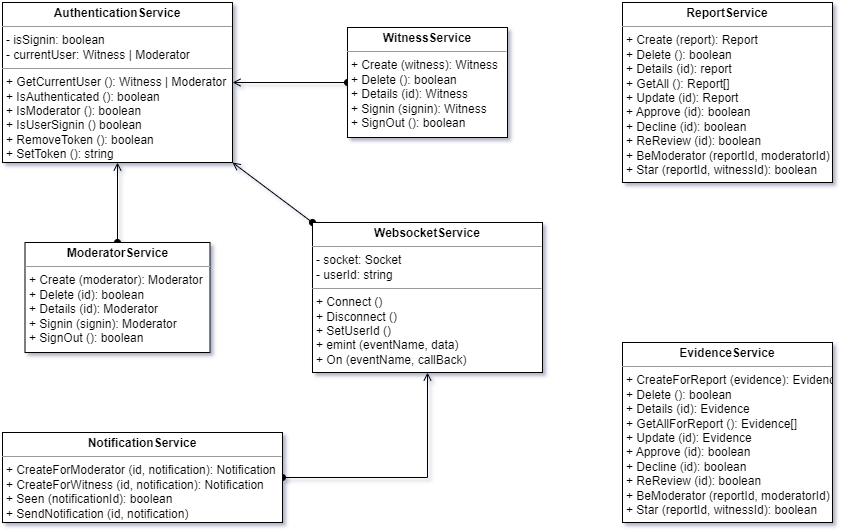 AuthenticationService
- isSignin: boolean
- currentUser: Witness | Moderator
+ GetCurrentUser (): Witness | Moderator
+ IsAuthenticated (): boolean
+ IsModerator (): boolean
+ IsUserSignin () boolean
+ RemoveToken (): boolean
+ SetToken (): string
WitnessService
+ Create (witness): Witness
+ Delete (): boolean
+ Details (id): Witness
+ Signin (signin): Witness
+ SignOut (): boolean
ReportService
+ Create (report): Report
+ Delete (): boolean
+ Details (id): report
+ GetAll (): Report[]
+ Update (id): Report
+ Approve (id): boolean
+ Decline (id): boolean
+ ReReview (id): boolean
+ BeModerator (reportId, moderatorId)
+ Star (reportId, witnessId): boolean
ModeratorService
+ Create (moderator): Moderator
+ Delete (id): boolean
+ Details (id): Moderator
+ Signin (signin): Moderator
+ SignOut (): boolean
WebsocketService
- socket: Socket
- userId: string
+ Connect ()
+ Disconnect ()
+ SetUserId ()
+ emint (eventName, data)
+ On (eventName, callBack)
NotificationService
+ CreateForModerator (id, notification): Notification
+ CreateForWitness (id, notification): Notification
+ Seen (notificationId): boolean
+ SendNotification (id, notification)
EvidenceService
+ CreateForReport (evidence): Evidenc
+ Delete (): boolean
+ Details (id): Evidence
+ GetAllForReport (): Evidence[]
+ Update (id): Evidence
+ Approve (id): boolean
+ Decline (id): boolean
+ ReReview (id): boolean
+ BeModerator (reportId, moderatorId)
+ Star (reportId, witnessId): boolean